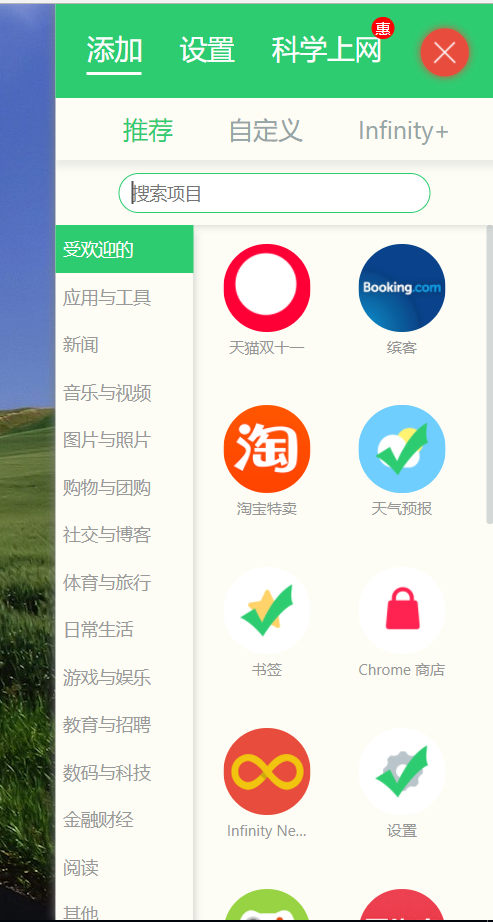 添加 设置 科学上网 惠
推荐 自定义 Infinity+
搜索项目
受欢迎的
应用与工具
新闻
音乐与视频
图片与照片
购物与团购
社交与博客
体育与旅行
日常生活
游戏与娱乐
教育与招聘
数码与科技
金融财经
阅读
其他
天猫双十一
Booking.com
缤客
淘
淘宝特卖
天气预报
书签
Chrome 商店
Infinity Ne...
设置